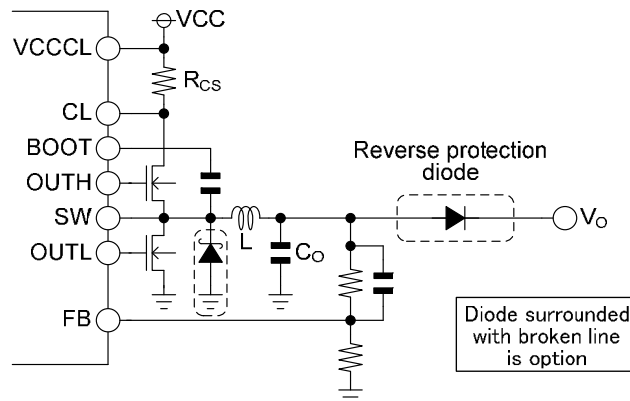 VCC
VCCCL
RCS
CL
BOOT
Reverse protection
diode
OUTH
SW
VO
L
CO
OUTL
FB
Diode surrounded
with broken line
is option